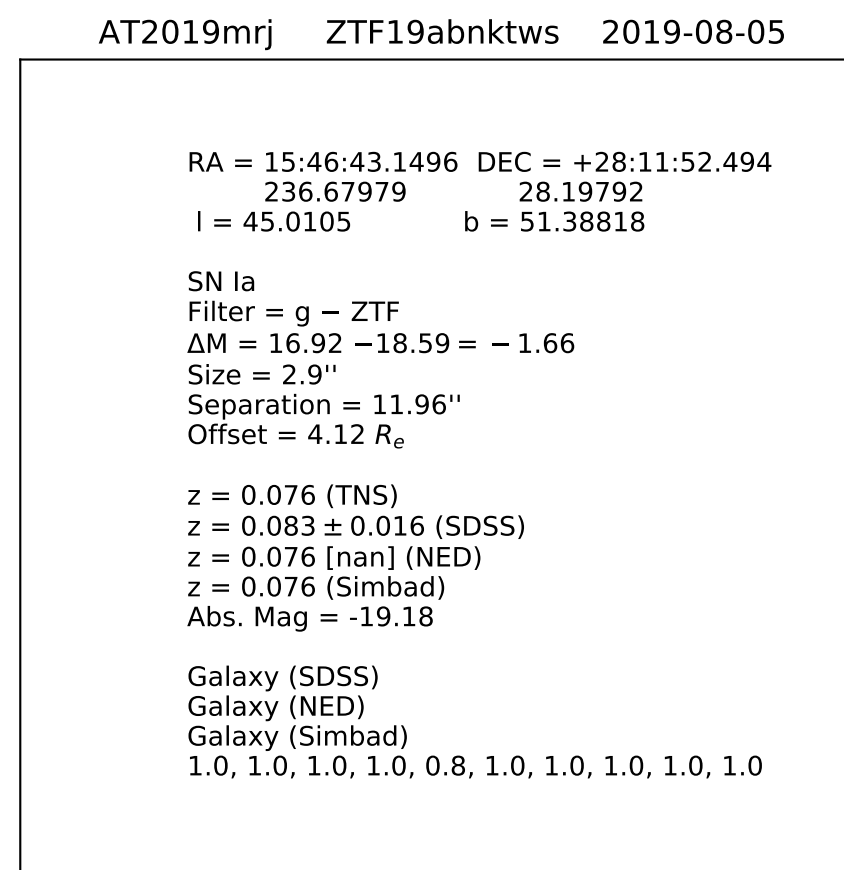 AT2019mrj ZTF19abnktws 2019-08-05
RA = 15:46:43.1496 DEC = +28:11:52.494
236.67979 28.19792
l = 45.0105 b = 51.38818
SN Ia
Filter = g − ZTF
ΔM = 16.92 −18.59 = − 1.66
Size = 2.9''
Separation = 11.96''
Offset = 4.12 Rₑ
z = 0.076 (TNS)
z = 0.083 ± 0.016 (SDSS)
z = 0.076 [nan] (NED)
z = 0.076 (Simbad)
Abs. Mag = -19.18
Galaxy (SDSS)
Galaxy (NED)
Galaxy (Simbad)
1.0, 1.0, 1.0, 1.0, 0.8, 1.0, 1.0, 1.0, 1.0, 1.0